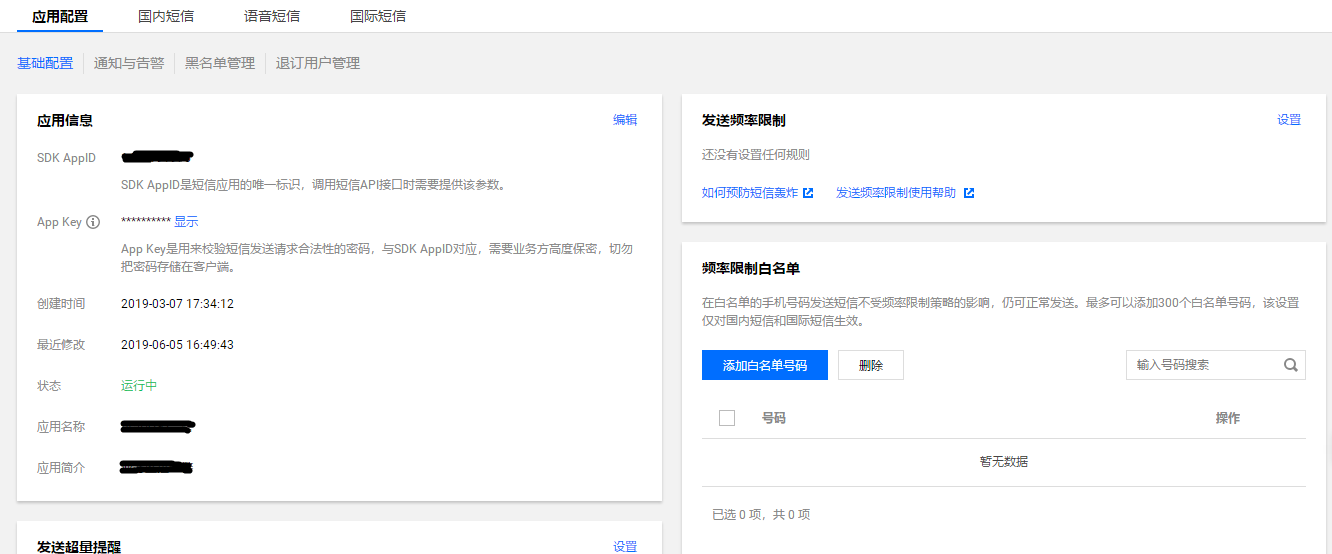 应用配置 国内短信 语音短信 国际短信
基础配置 通知与告警 黑名单管理 退订用户管理
应用信息 编辑
SDK AppID
SDK AppID是短信应用的唯一标识，调用短信API接口时需要提供该参数。
App Key ********** 显示
App Key是用来校验短信发送请求合法性的密码，与SDK AppID对应，需要业务方高度保密，切勿
把密码存储在客户端。
创建时间 2019-03-07 17:34:12
最近修改 2019-06-05 16:49:43
状态 运行中
应用名称
应用简介
发送超量提醒 设置
发送频率限制 设置
还没有设置任何规则
如何预防短信轰炸 发送频率限制使用帮助
频率限制白名单
在白名单的手机号码发送短信不受频率限制策略的影响，仍可正常发送。最多可以添加300个白名单号码，该设置
仅对国内短信和国际短信生效。
添加白名单号码 删除 输入号码搜索
号码 操作
暂无数据
已选 0 项，共 0 项